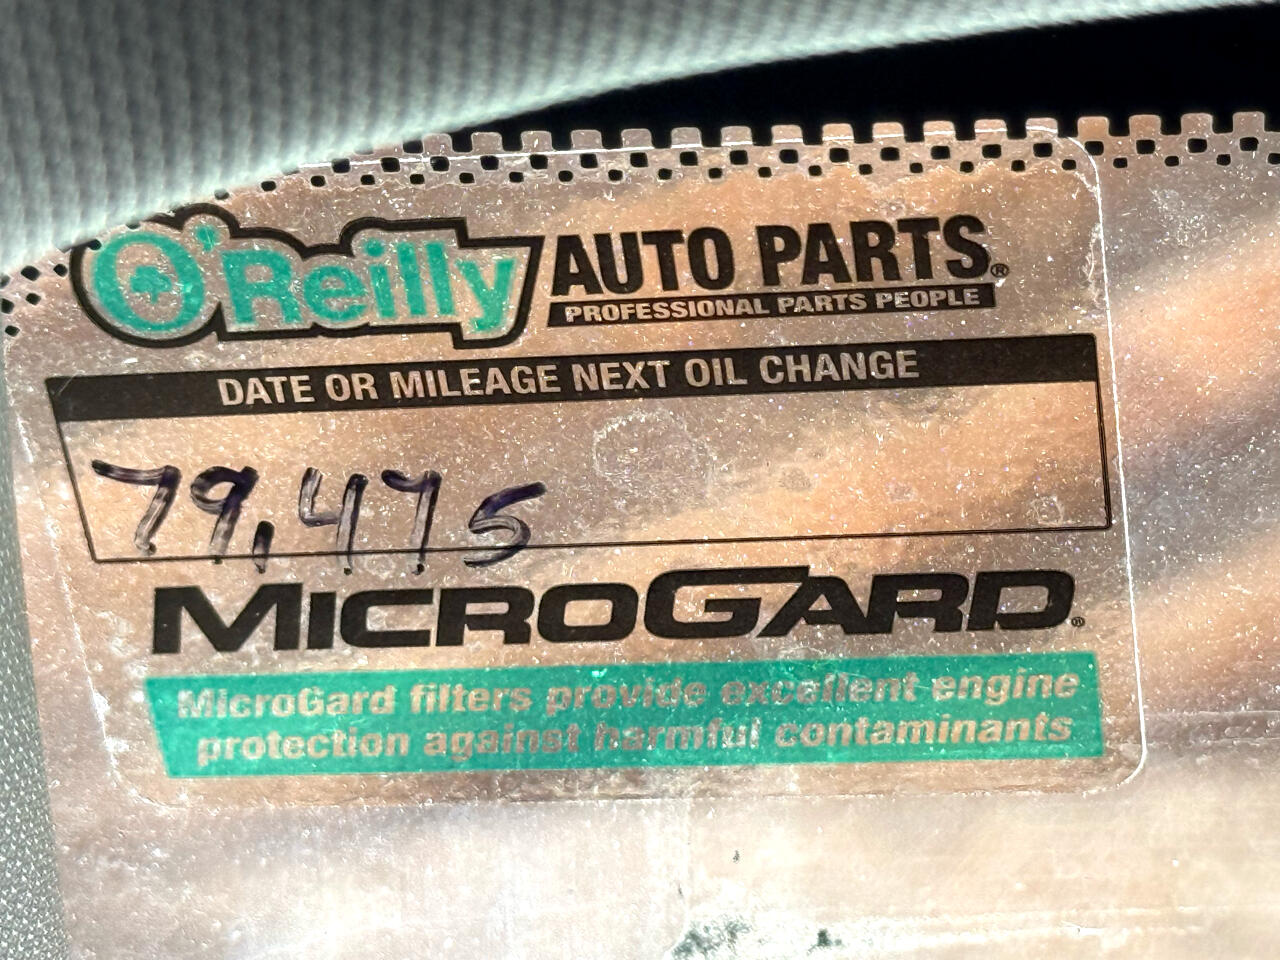 O'Reilly AUTO PARTS®
PROFESSIONAL PARTS PEOPLE
DATE OR MILEAGE NEXT OIL CHANGE
79,475
MICROGARD®
MicroGard filters provide excellent engine
protection against harmful contaminants